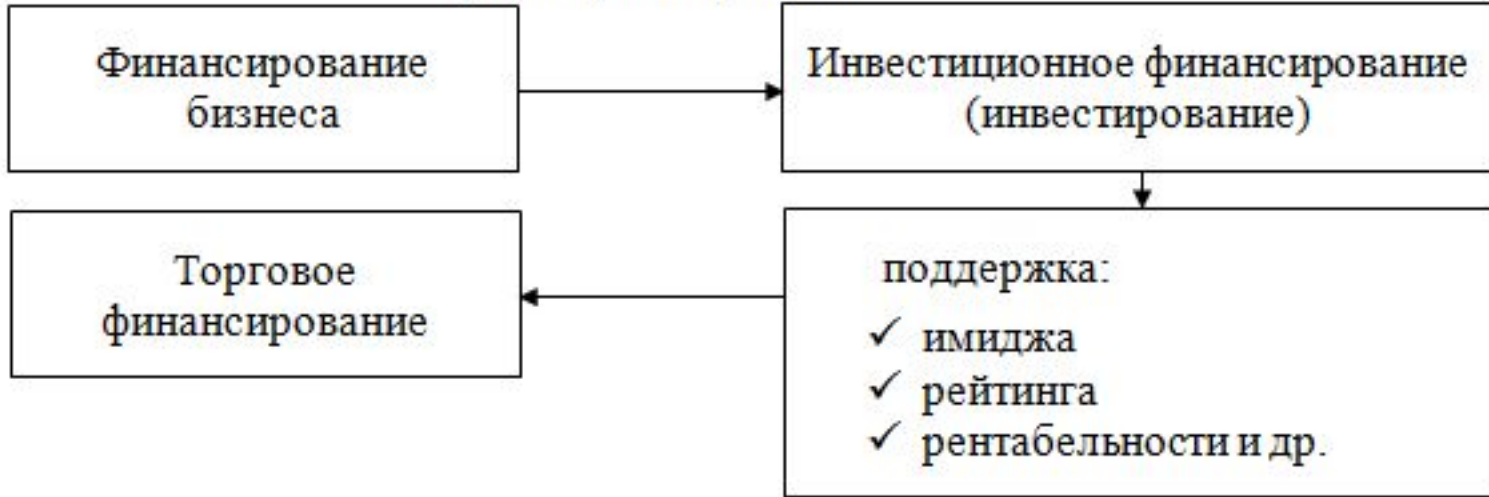 Финансирование
бизнеса
Инвестиционное финансирование
(инвестирование)
поддержка:
✓ имиджа
✓ рейтинга
✓ рентабельности и др.
Торговое
финансирование